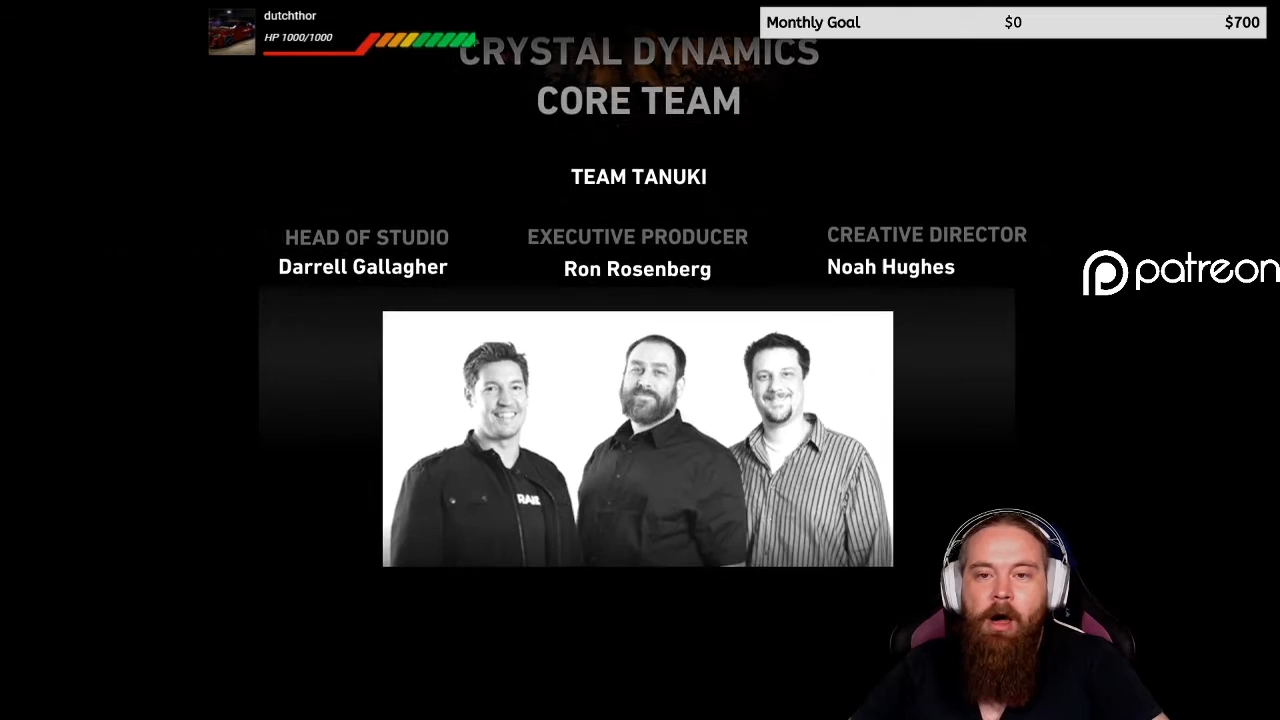 dutchthor
HP 1000/1000
Monthly Goal $0 $700
CRYSTAL DYNAMICS
CORE TEAM
TEAM TANUKI
HEAD OF STUDIO EXECUTIVE PRODUCER CREATIVE DIRECTOR
Darrell Gallagher Ron Rosenberg Noah Hughes
patreon
RAI